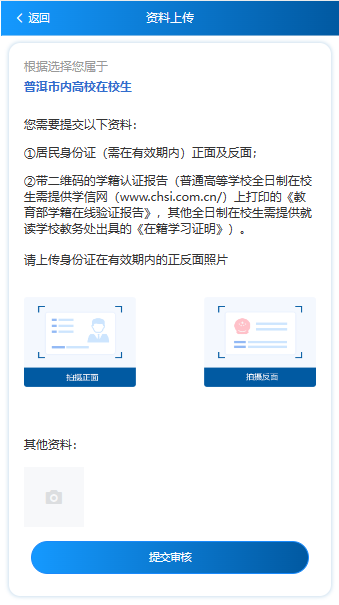 返回
资料上传
根据选择您属于
普洱市内高校在校生
您需要提交以下资料：
①居民身份证（需在有效期内）正面及反面；
②带二维码的学籍认证报告（普通高等学校全日制在校
生需提供学信网（www.chsi.com.cn/）上打印的《教
育部学籍在线验证报告》，其他全日制在校生需提供就
读学校教务处出具的《在籍学习证明》）。
请上传身份证在有效期内的正反面照片
拍摄正面
拍摄反面
其他资料：
提交审核